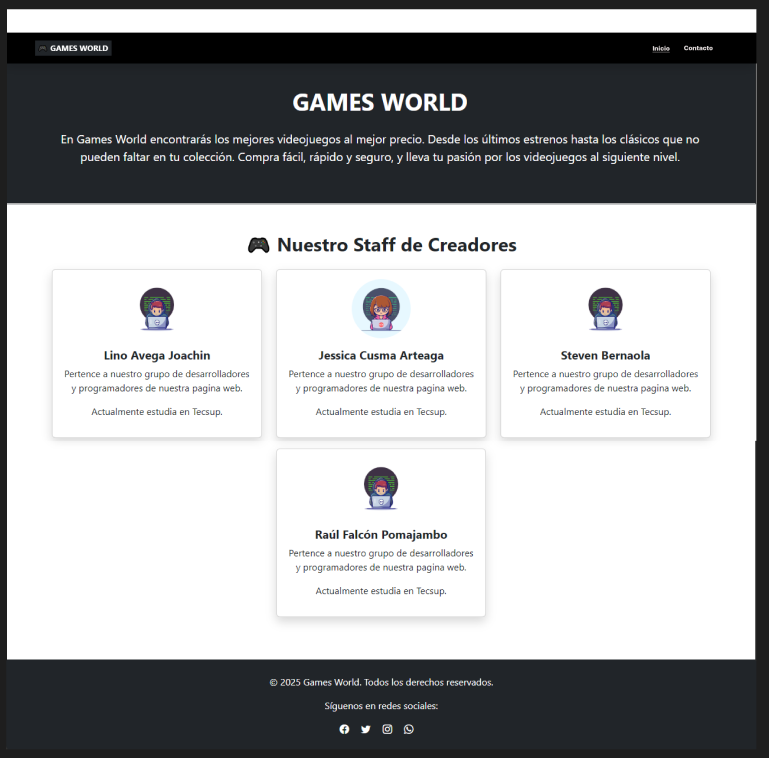 GAMES WORLD
Inicio
Contacto
GAMES WORLD
En Games World encontrarás los mejores videojuegos al mejor precio. Desde los últimos estrenos hasta los clásicos que no
pueden faltar en tu colección. Compra fácil, rápido y seguro, y lleva tu pasión por los videojuegos al siguiente nivel.
Nuestro Staff de Creadores
Lino Avega Joachin
Pertence a nuestro grupo de desarrolladores
y programadores de nuestra pagina web.
Actualmente estudia en Tecsup.
Jessica Cusma Arteaga
Pertence a nuestro grupo de desarrolladores
y programadores de nuestra pagina web.
Actualmente estudia en Tecsup.
Steven Bernaola
Pertence a nuestro grupo de desarrolladores
y programadores de nuestra pagina web.
Actualmente estudia en Tecsup.
Raúl Falcón Pomajambo
Pertence a nuestro grupo de desarrolladores
y programadores de nuestra pagina web.
Actualmente estudia en Tecsup.
© 2025 Games World. Todos los derechos reservados.
Síguenos en redes sociales: